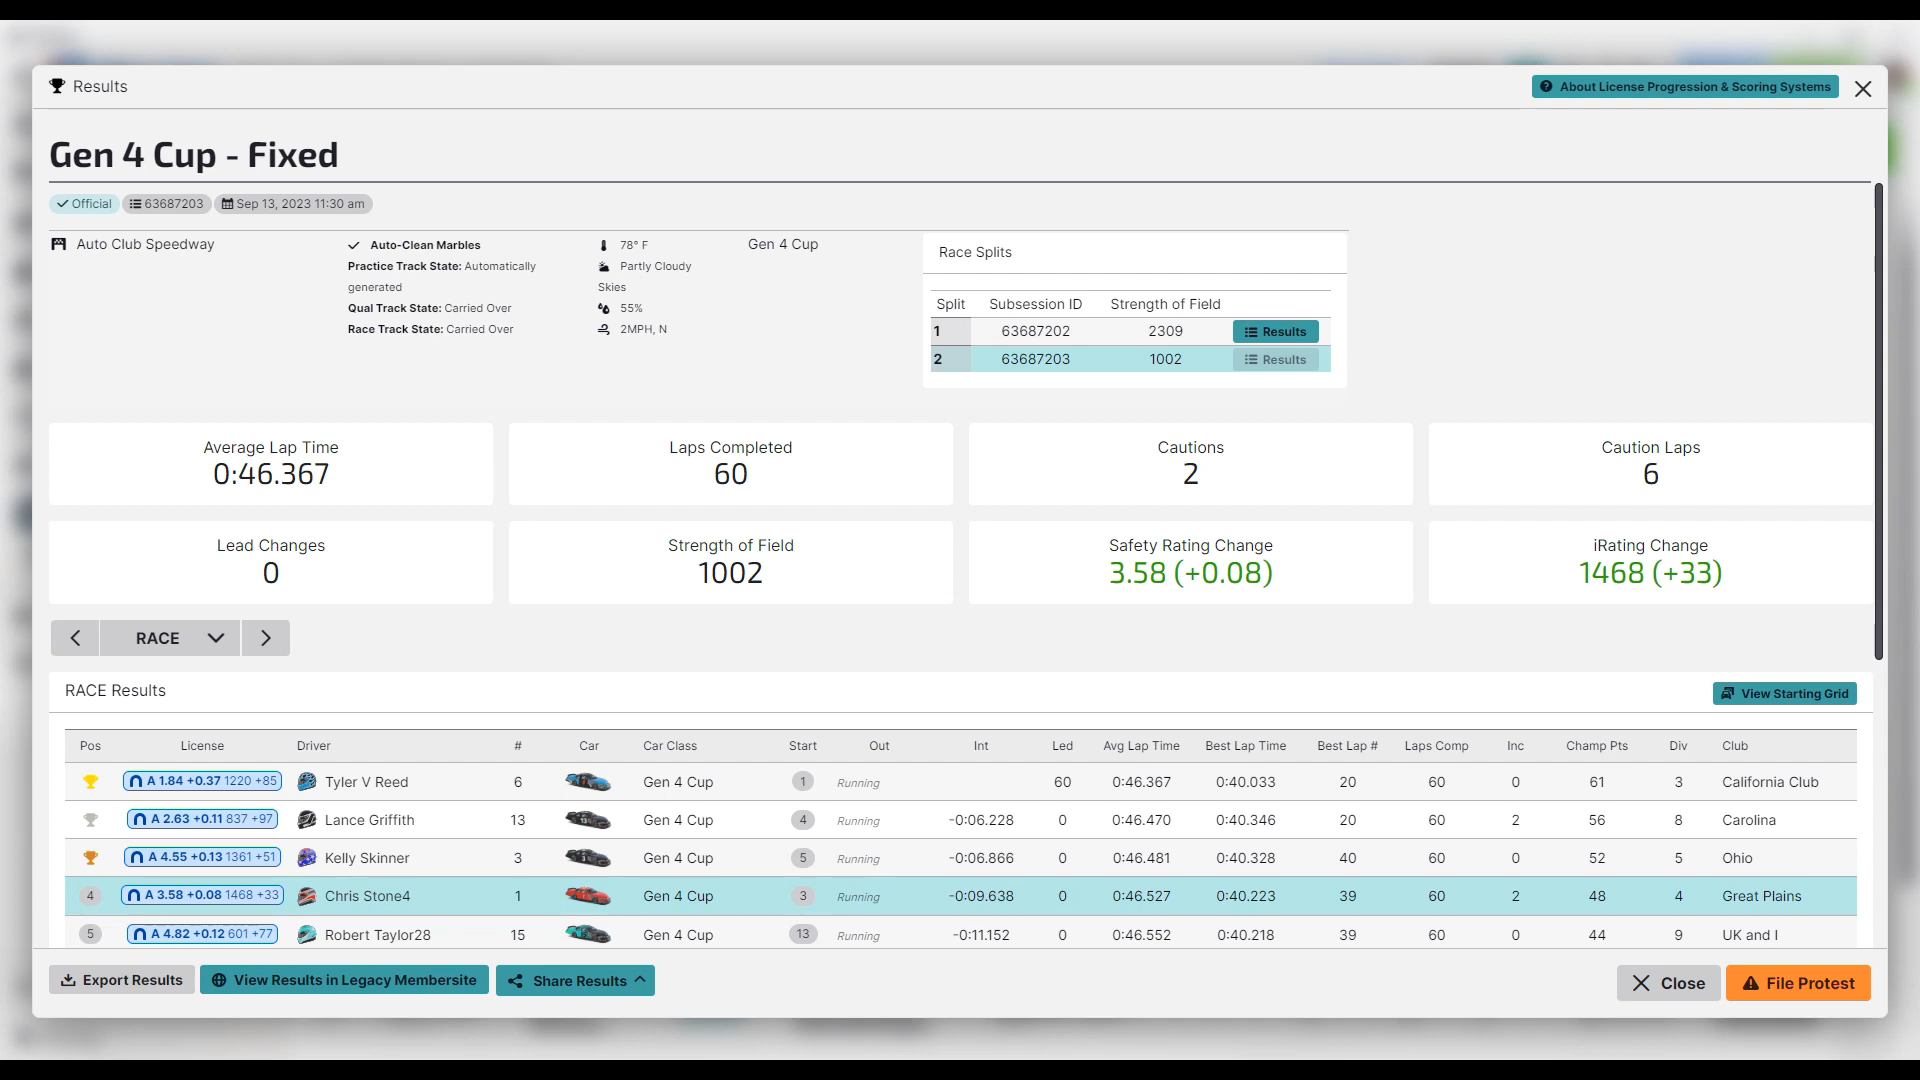 Results
About License Progression & Scoring Systems
Gen 4 Cup - Fixed
Official 63687203 Sep 13, 2023 11:30 am
Auto Club Speedway
Auto-Clean Marbles
Practice Track State: Automatically
generated
Qual Track State: Carried Over
Race Track State: Carried Over
78° F
Partly Cloudy
Skies
55%
2MPH, N
Gen 4 Cup
Race Splits
Split Subsession ID Strength of Field
1 63687202 2309 Results
2 63687203 1002 Results
Average Lap Time
0:46.367
Laps Completed
60
Cautions
2
Caution Laps
6
Lead Changes
0
Strength of Field
1002
Safety Rating Change
3.58 (+0.08)
iRating Change
1468 (+33)
RACE
RACE Results
View Starting Grid
Pos License Driver # Car Car Class Start Out Int Led Avg Lap Time Best Lap Time Best Lap # Laps Comp Inc Champ Pts Div Club
A 1.84 +0.37 1220 +85 Tyler V Reed 6 Gen 4 Cup 1 Running 60 0:46.367 0:40.033 20 60 0 61 3 California Club
A 2.63 +0.11 837 +97 Lance Griffith 13 Gen 4 Cup 4 Running -0:06.228 0 0:46.470 0:40.346 20 60 2 56 8 Carolina
A 4.55 +0.13 1361 +51 Kelly Skinner 3 Gen 4 Cup 5 Running -0:06.866 0 0:46.481 0:40.328 40 60 0 52 5 Ohio
4 A 3.58 +0.08 1468 +33 Chris Stone4 1 Gen 4 Cup 3 Running -0:09.638 0 0:46.527 0:40.223 39 60 2 48 4 Great Plains
5 A 4.82 +0.12 601 +77 Robert Taylor28 15 Gen 4 Cup 13 Running -0:11.152 0 0:46.552 0:40.218 39 60 0 44 9 UK and I
Export Results View Results in Legacy Membersite Share Results Close File Protest